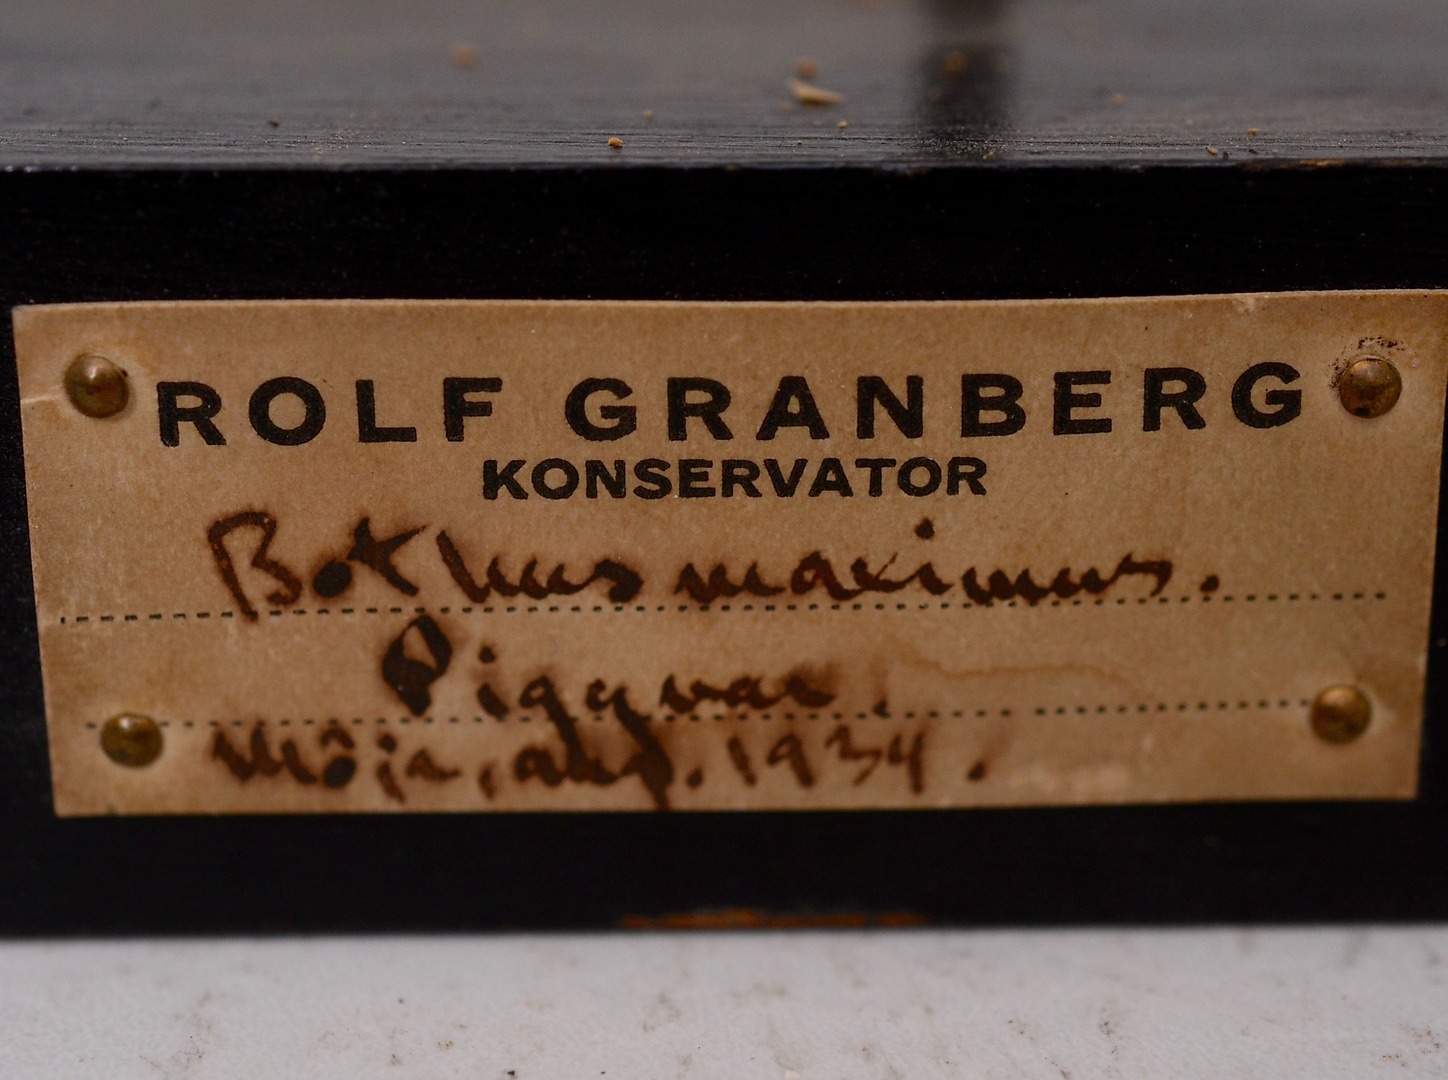 ROLF GRANBERG
KONSERVATOR
Bothus maximus.
Piggvar.
Möja, aug. 1934.